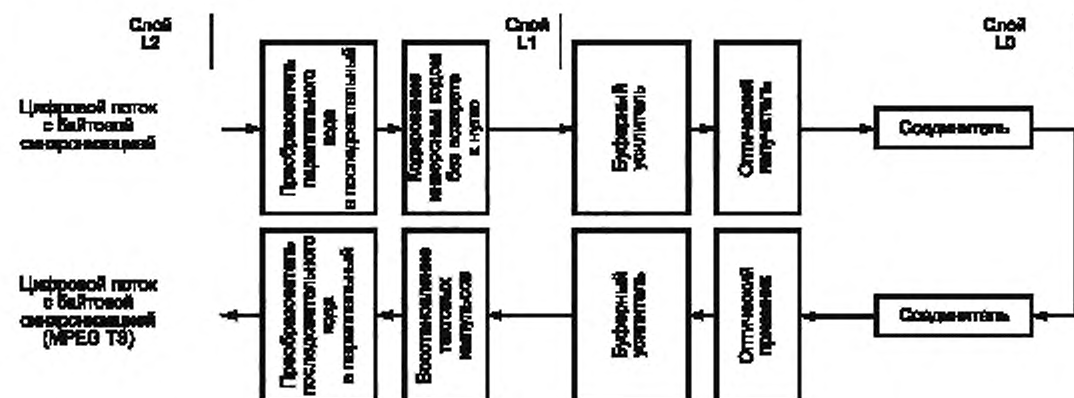 Слой
L2
Слой
L1
Слой
L0
Цифровой поток
с байтовой
синхронизацией
Преобразователь
параллельного
кода
в последовательный
Кодирование
инверсным кодом
без возврата
к нулю
Буферный
усилитель
Оптический
излучатель
Соединитель
Цифровой поток
с байтовой
синхронизацией
(MPEG TS)
Преобразователь
последовательного
кода
в параллельный
Восстановление
тактовых
импульсов
Буферный
усилитель
Оптический
приемник
Соединитель